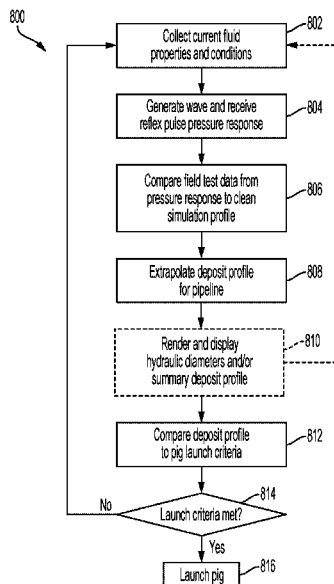 800
Collect current fluid
properties and conditions
802
Generate wave and receive
reflex pulse pressure response
804
Compare field test data from
pressure response to clean
simulation profile
806
Extrapolate deposit profile
for pipeline
808
Render and display
hydraulic diameters and/or
summary deposit profile
810
Compare deposit profile
to pig launch criteria
812
814
No
Launch criteria met?
Yes
816
Launch pig